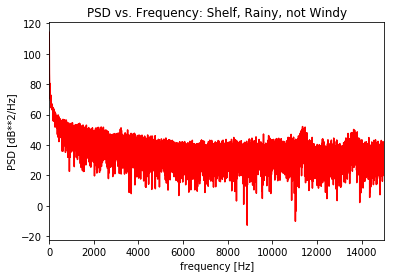 PSD vs. Frequency: Shelf, Rainy, not Windy
120
100
80
60
40
20
0
−20
PSD [dB**2/Hz]
0 2000 4000 6000 8000 10000 12000 14000
frequency [Hz]